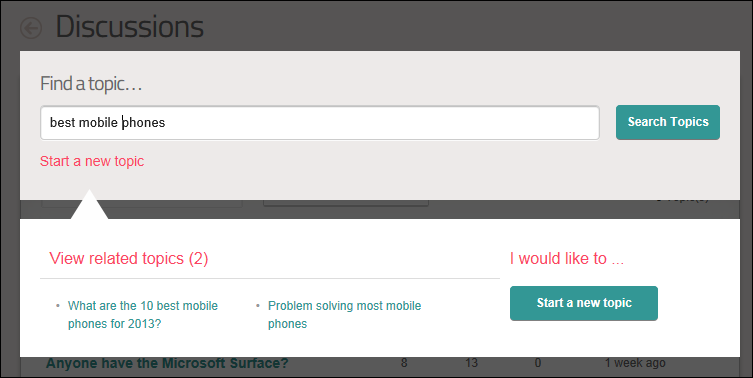 Discussions
Find a topic...
best mobile phones
Search Topics
Start a new topic
View related topics (2)
I would like to ...
• What are the 10 best mobile
phones for 2013?
• Problem solving most mobile
phones
Start a new topic
Anyone have the Microsoft Surface? 8 13 0 1 week ago